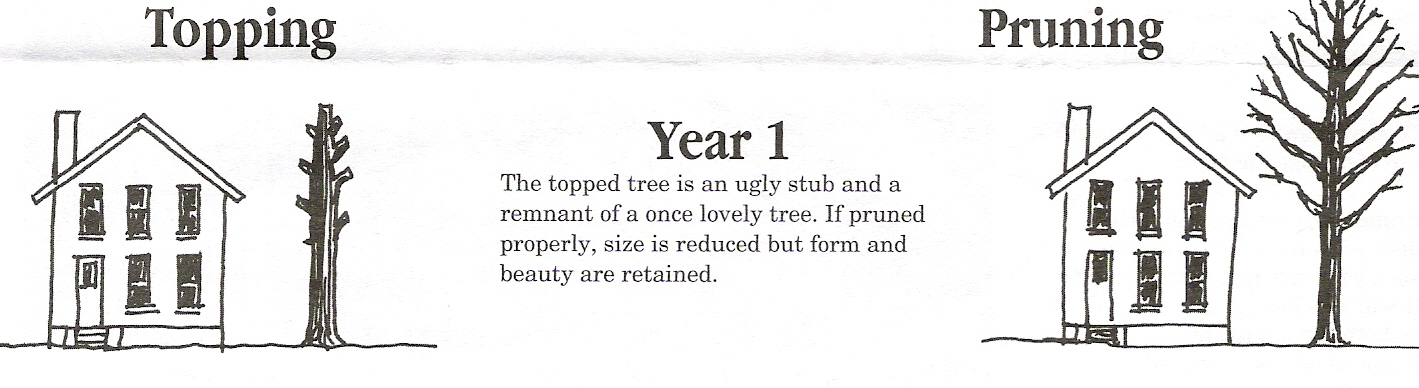 Topping
Pruning
Year 1
The topped tree is an ugly stub and a
remnant of a once lovely tree. If pruned
properly, size is reduced but form and
beauty are retained.